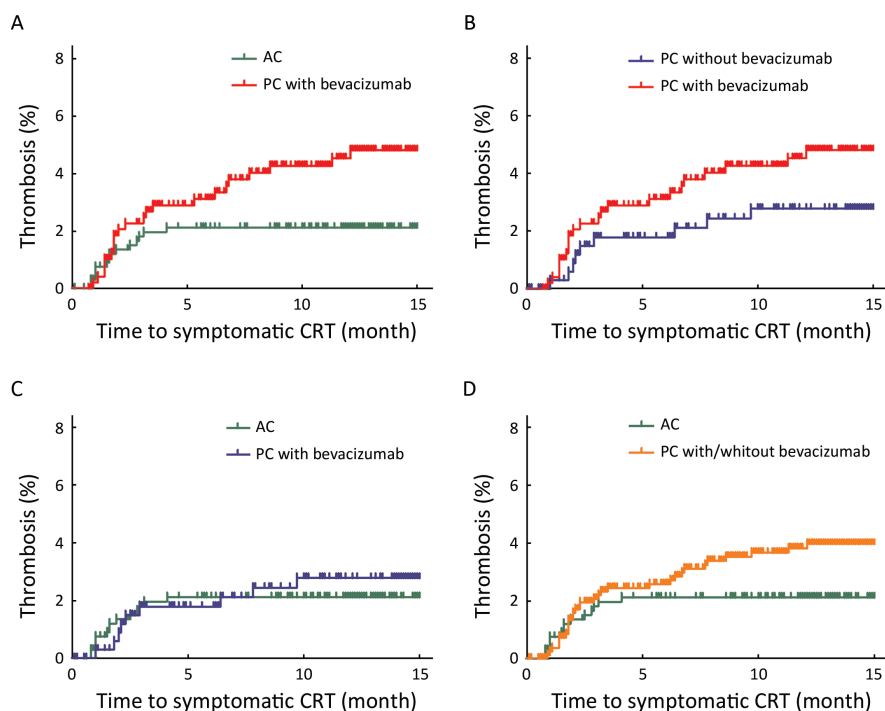 A
AC
PC with bevacizumab
8
6
4
2
0
0 5 10 15
Thrombosis (%)
Time to symptomatic CRT (month)
B
PC without bevacizumab
PC with bevacizumab
8
6
4
2
0
0 5 10 15
Thrombosis (%)
Time to symptomatic CRT (month)
C
AC
PC with bevacizumab
8
6
4
2
0
0 5 10 15
Thrombosis (%)
Time to symptomatic CRT (month)
D
AC
PC with/whitout bevacizumab
8
6
4
2
0
0 5 10 15
Thrombosis (%)
Time to symptomatic CRT (month)